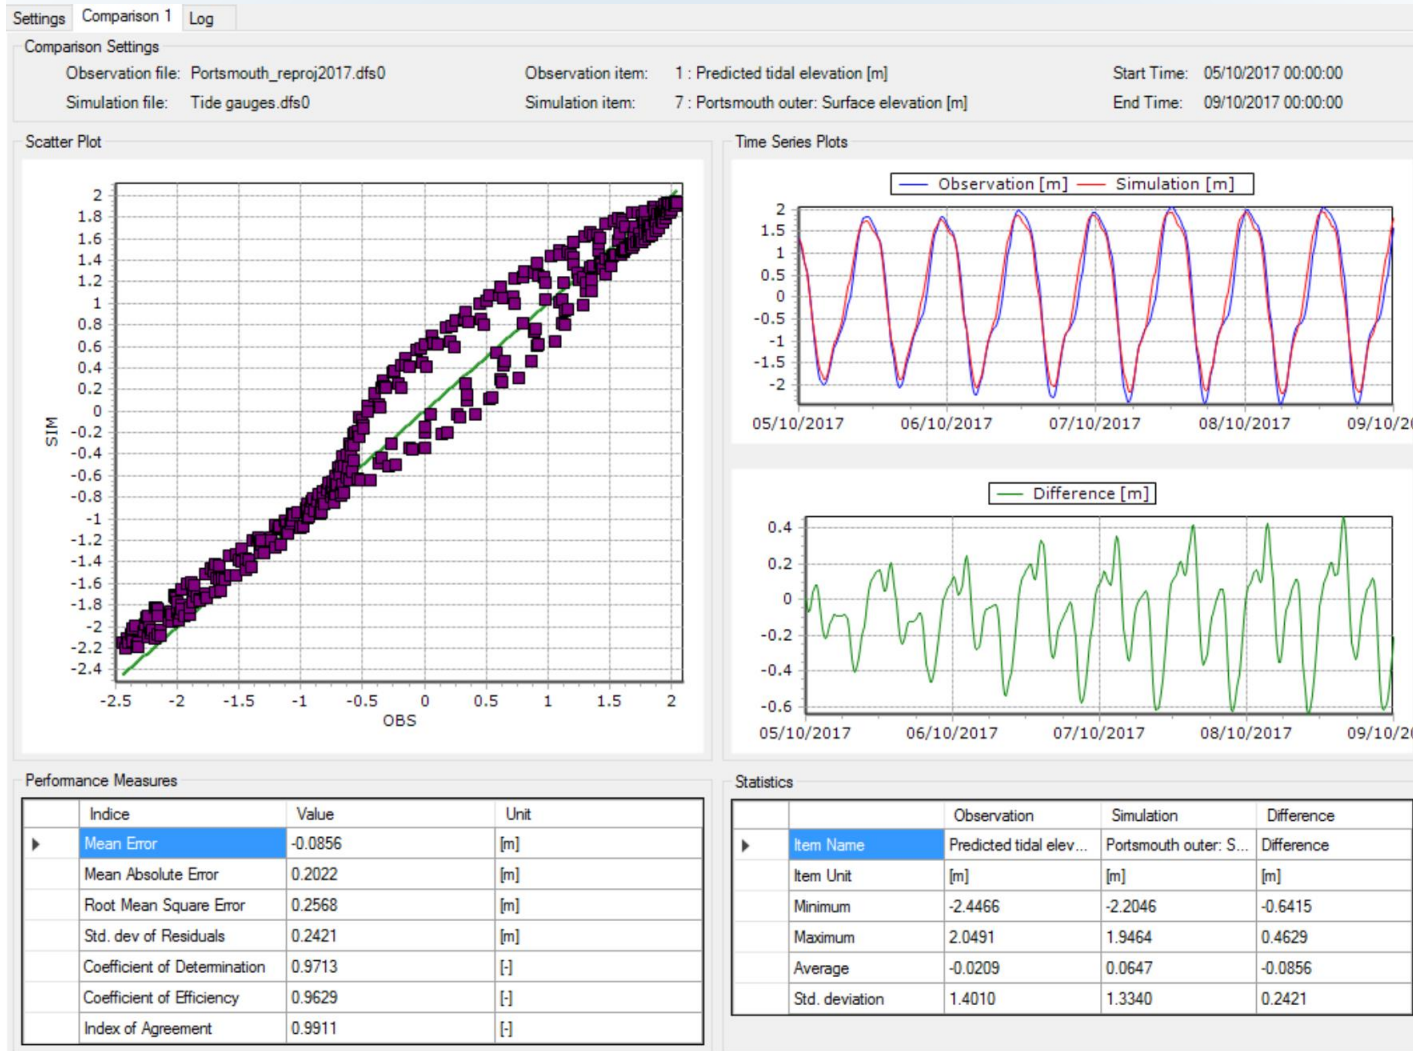 Settings Comparison 1 Log
Comparison Settings
Observation file: Portsmouth_reproj2017.dfs0 Observation item: 1 : Predicted tidal elevation [m] Start Time: 05/10/2017 00:00:00
Simulation file: Tide gauges.dfs0 Simulation item: 7 : Portsmouth outer: Surface elevation [m] End Time: 09/10/2017 00:00:00
Scatter Plot
2
1.8
1.6
1.4
1.2
1
0.8
0.6
0.4
0.2
0
-0.2
-0.4
-0.6
-0.8
-1
-1.2
-1.4
-1.6
-1.8
-2
-2.2
-2.4
SIM
-2.5 -2 -1.5 -1 -0.5 0 0.5 1 1.5 2
OBS
Time Series Plots
Observation [m] Simulation [m]
2
1.5
1
0.5
0
-0.5
-1
-1.5
-2
05/10/2017 06/10/2017 07/10/2017 08/10/2017 09/10/20
Difference [m]
0.4
0.2
0
-0.2
-0.4
-0.6
05/10/2017 06/10/2017 07/10/2017 08/10/2017 09/10/20
Performance Measures
Indice Value Unit
Mean Error -0.0856 [m]
Mean Absolute Error 0.2022 [m]
Root Mean Square Error 0.2568 [m]
Std. dev of Residuals 0.2421 [m]
Coefficient of Determination 0.9713 [-]
Coefficient of Efficiency 0.9629 [-]
Index of Agreement 0.9911 [-]
Statistics
Observation Simulation Difference
Item Name Predicted tidal elev... Portsmouth outer: S... Difference
Item Unit [m] [m] [m]
Minimum -2.4466 -2.2046 -0.6415
Maximum 2.0491 1.9464 0.4629
Average -0.0209 0.0647 -0.0856
Std. deviation 1.4010 1.3340 0.2421